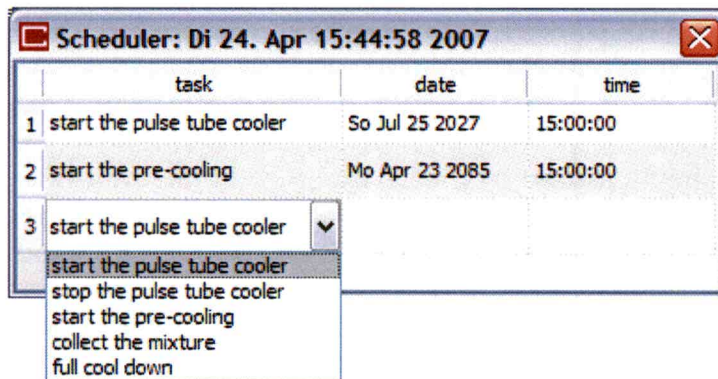 Scheduler: Di 24. Apr 15:44:58 2007
task date time
1 start the pulse tube cooler So Jul 25 2027 15:00:00
2 start the pre-cooling Mo Apr 23 2085 15:00:00
3 start the pulse tube cooler
start the pulse tube cooler
stop the pulse tube cooler
start the pre-cooling
collect the mixture
full cool down